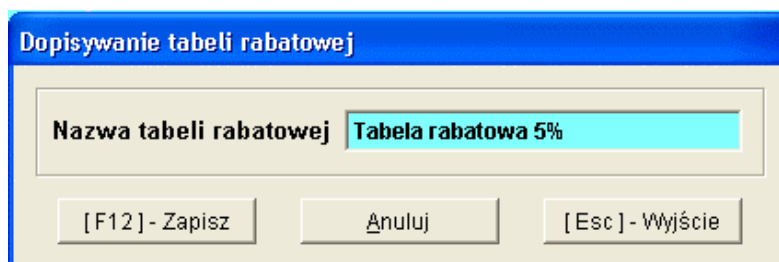 Dopisywanie tabeli rabatowej
Nazwa tabeli rabatowej Tabela rabatowa 5%
[ F12 ] - Zapisz Anuluj [ Esc ] - Wyjście